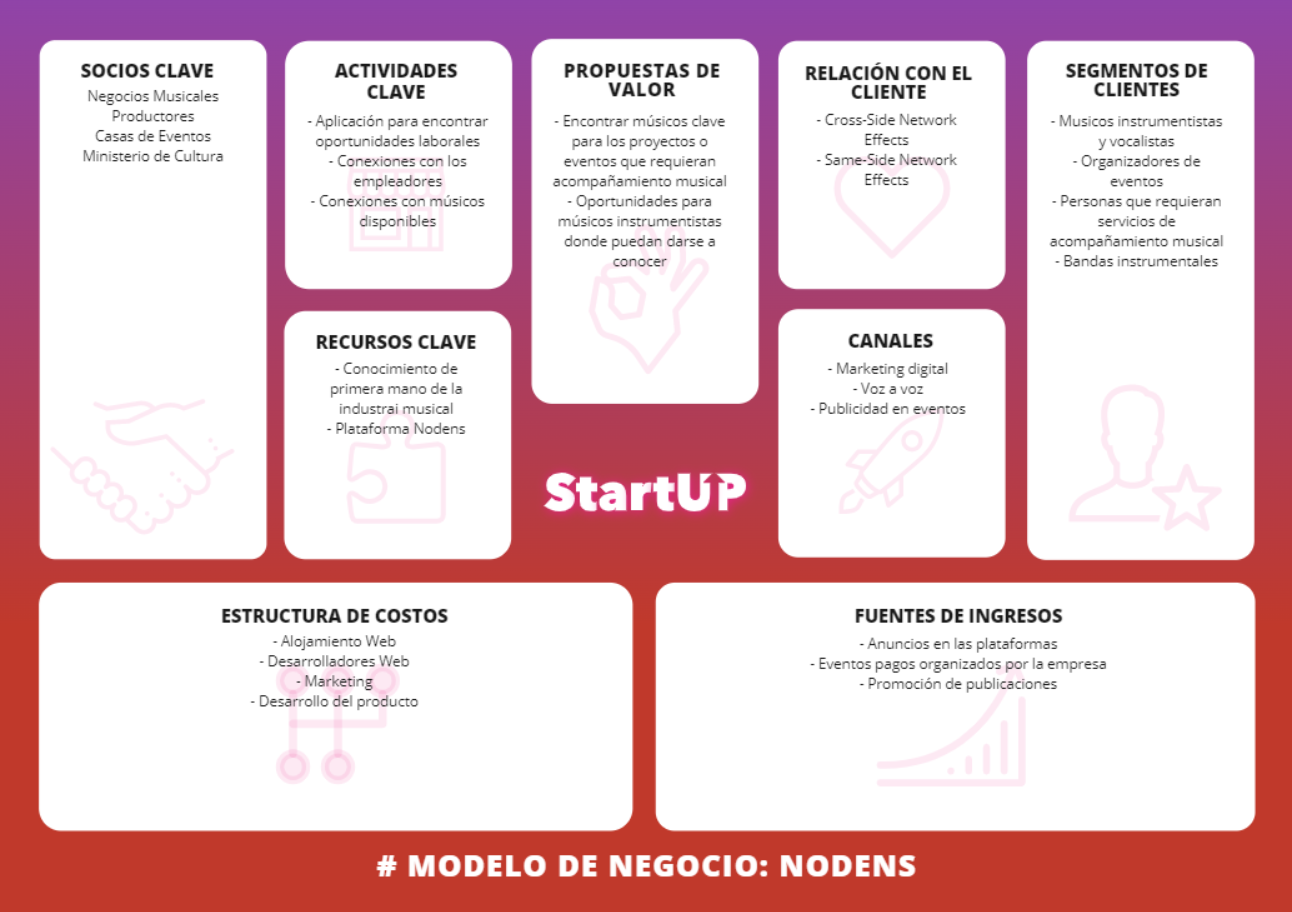 SOCIOS CLAVE
Negocios Musicales
Productores
Casas de Eventos
Ministerio de Cultura
ACTIVIDADES
CLAVE
- Aplicación para encontrar
oportunidades laborales
- Conexiones con los
empleadores
- Conexiones con músicos
disponibles
RECURSOS CLAVE
- Conocimiento de
primera mano de la
industrai musical
- Plataforma Nodens
PROPUESTAS DE
VALOR
- Encontrar músicos clave
para los proyectos o
eventos que requieran
acompañamiento musical
- Oportunidades para
músicos instrumentistas
donde puedan darse a
conocer
StartUP
RELACIÓN CON EL
CLIENTE
- Cross-Side Network
Effects
- Same-Side Network
Effects
CANALES
- Marketing digital
- Voz a voz
- Publicidad en eventos
SEGMENTOS DE
CLIENTES
- Musicos instrumentistas
y vocalistas
- Organizadores de
eventos
- Personas que requieran
servicios de
acompañamiento musical
- Bandas instrumentales
ESTRUCTURA DE COSTOS
- Alojamiento Web
- Desarrolladores Web
- Marketing
- Desarrollo del producto
FUENTES DE INGRESOS
- Anuncios en las plataformas
- Eventos pagos organizados por la empresa
- Promoción de publicaciones
# MODELO DE NEGOCIO: NODENS